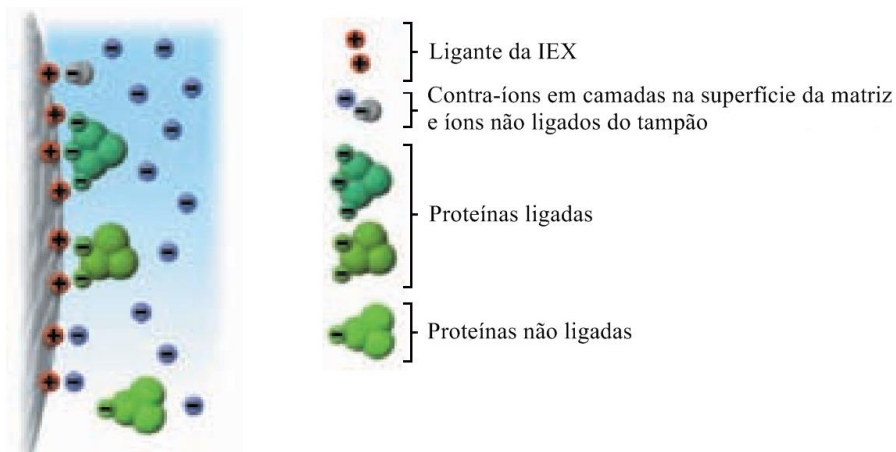 Ligante da IEX
Contra-íons em camadas na superfície da matriz
e íons não ligados do tampão
Proteínas ligadas
Proteínas não ligadas